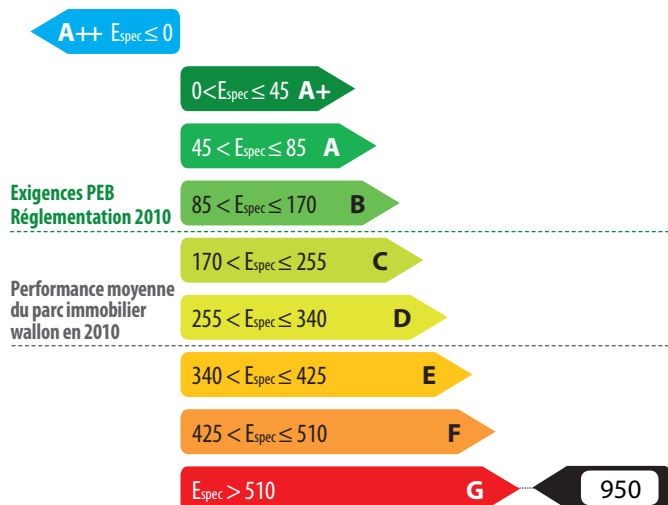 A++ Espec ≤ 0
0<Espec ≤ 45 A+
45 < Espec ≤ 85 A
Exigences PEB
Réglementation 2010
85 < Espec ≤ 170 B
170 < Espec ≤ 255 C
Performance moyenne
du parc immobilier
wallon en 2010
255 < Espec ≤ 340 D
340 < Espec ≤ 425 E
425 < Espec ≤ 510 F
Espec > 510 G
950